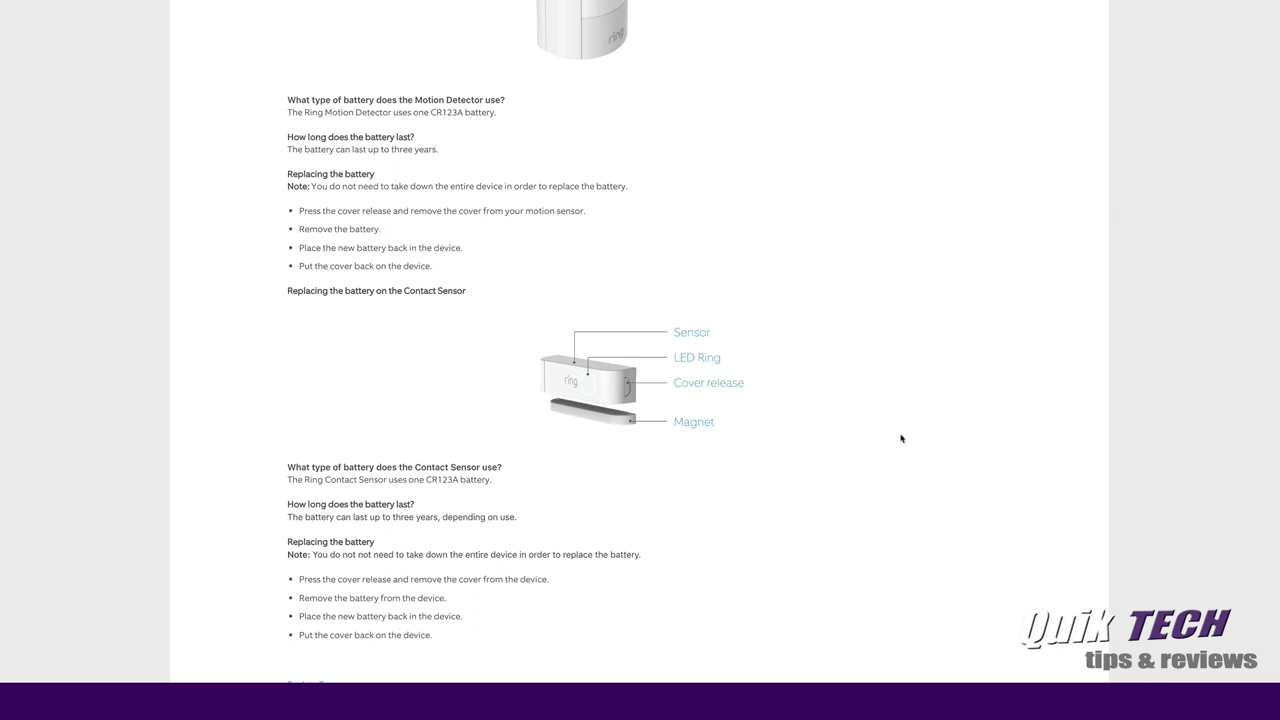 ring
What type of battery does the Motion Detector use?
The Ring Motion Detector uses one CR123A battery.
How long does the battery last?
The battery can last up to three years.
Replacing the battery
Note: You do not need to take down the entire device in order to replace the battery.
• Press the cover release and remove the cover from your motion sensor.
• Remove the battery.
• Place the new battery back in the device.
• Put the cover back on the device.
Replacing the battery on the Contact Sensor
Sensor
LED Ring
ring
Cover release
Magnet
What type of battery does the Contact Sensor use?
The Ring Contact Sensor uses one CR123A battery.
How long does the battery last?
The battery can last up to three years, depending on use.
Replacing the battery
Note: You do not not need to take down the entire device in order to replace the battery.
• Press the cover release and remove the cover from the device.
• Remove the battery from the device.
• Place the new battery back in the device.
• Put the cover back on the device.
Quik TECH
tips & reviews